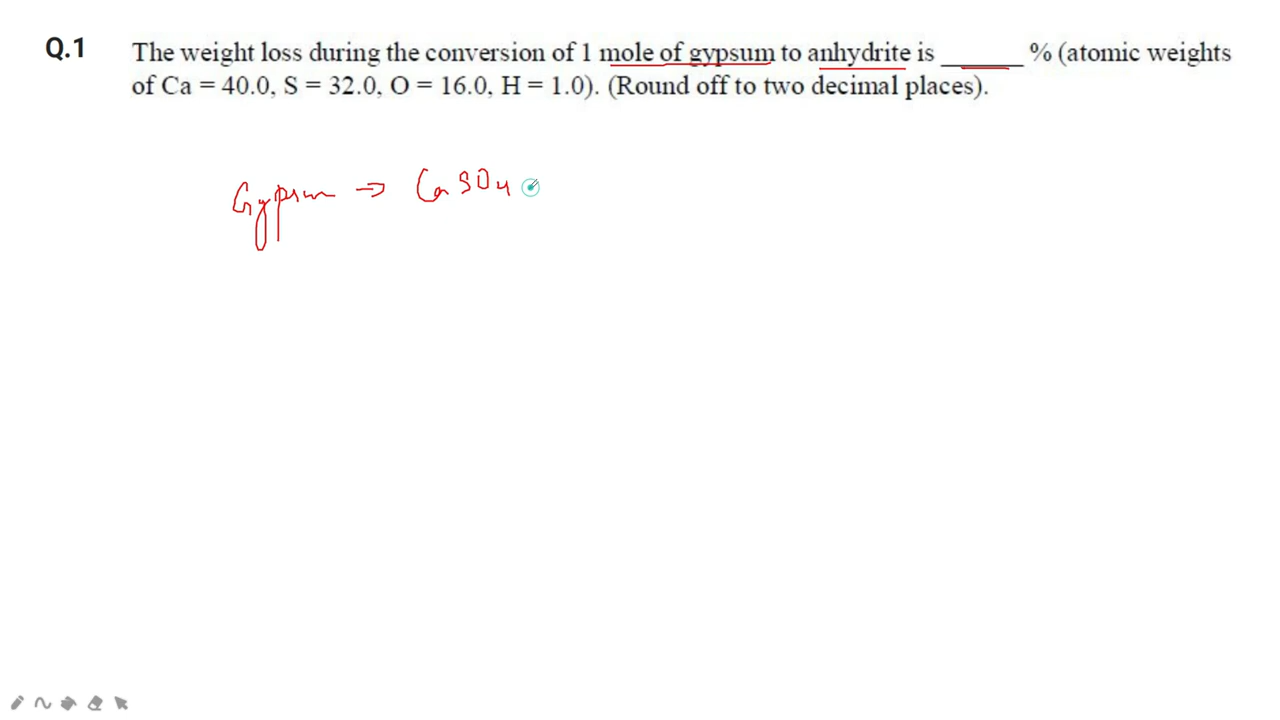 Q.1 The weight loss during the conversion of 1 mole of gypsum to anhydrite is ______ % (atomic weights
of Ca = 40.0, S = 32.0, O = 16.0, H = 1.0). (Round off to two decimal places).
Gypsum → CaSO4